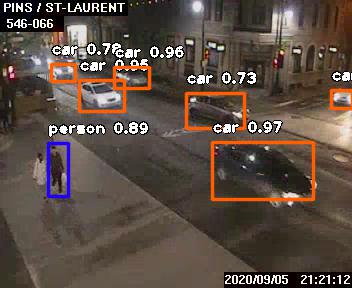 PINS / ST-LAURENT
546-066
car 0.78
car 0.96
car 0.73
car
person 0.89
car 0.97
2020/09/05 21:21:12